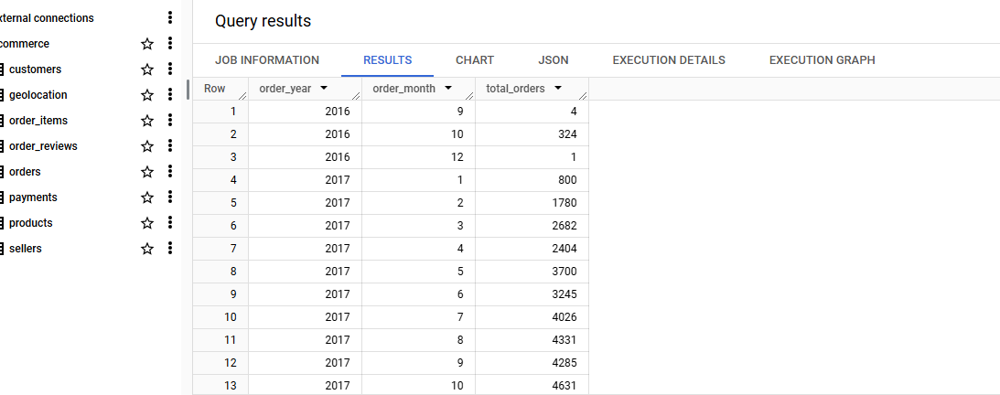 xternal connections
commerce
customers
geolocation
order_items
order_reviews
orders
payments
products
sellers
Query results
JOB INFORMATION RESULTS CHART JSON EXECUTION DETAILS EXECUTION GRAPH
Row order_year order_month total_orders
1 2016 9 4
2 2016 10 324
3 2016 12 1
4 2017 1 800
5 2017 2 1780
6 2017 3 2682
7 2017 4 2404
8 2017 5 3700
9 2017 6 3245
10 2017 7 4026
11 2017 8 4331
12 2017 9 4285
13 2017 10 4631